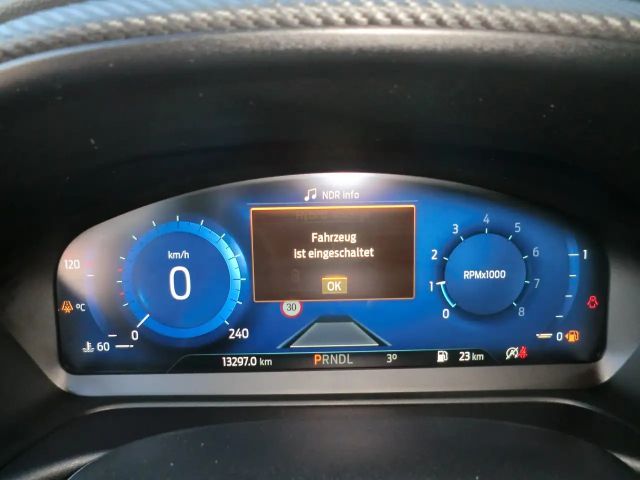 NDR info
Fahrzeug
ist eingeschaltet
OK
km/h
0
0
240
120
°C
60
30
RPMx1000
0
1
2
3
4
5
6
7
8
1
0
13297.0 km
PRNDL
3°
23 km